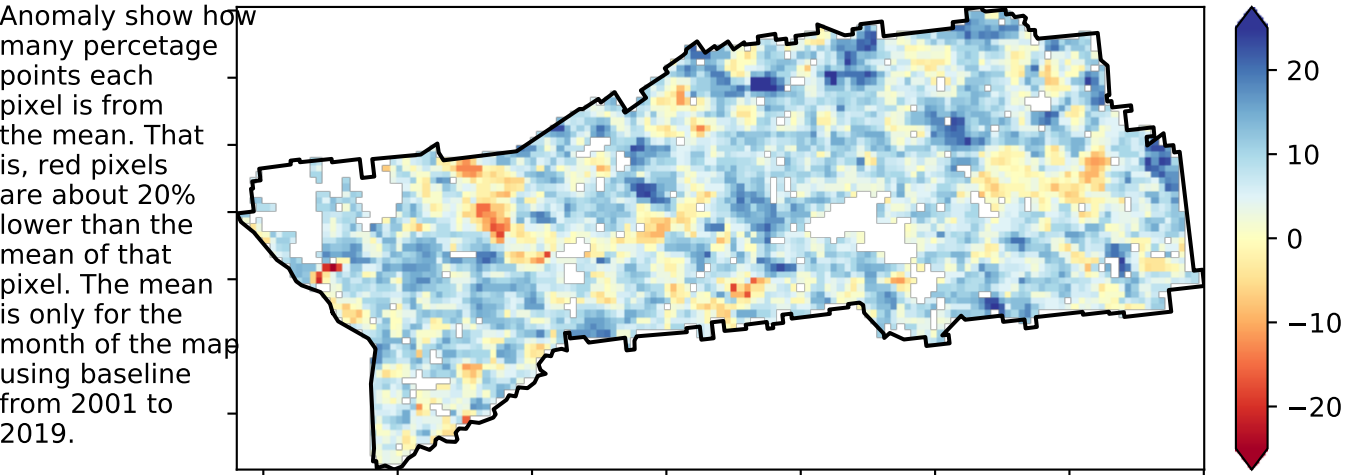 Anomaly show how
many percetage
points each
pixel is from
the mean. That
is, red pixels
are about 20%
lower than the
mean of that
pixel. The mean
is only for the
month of the map
using baseline
from 2001 to
2019.
20
10
0
−10
−20